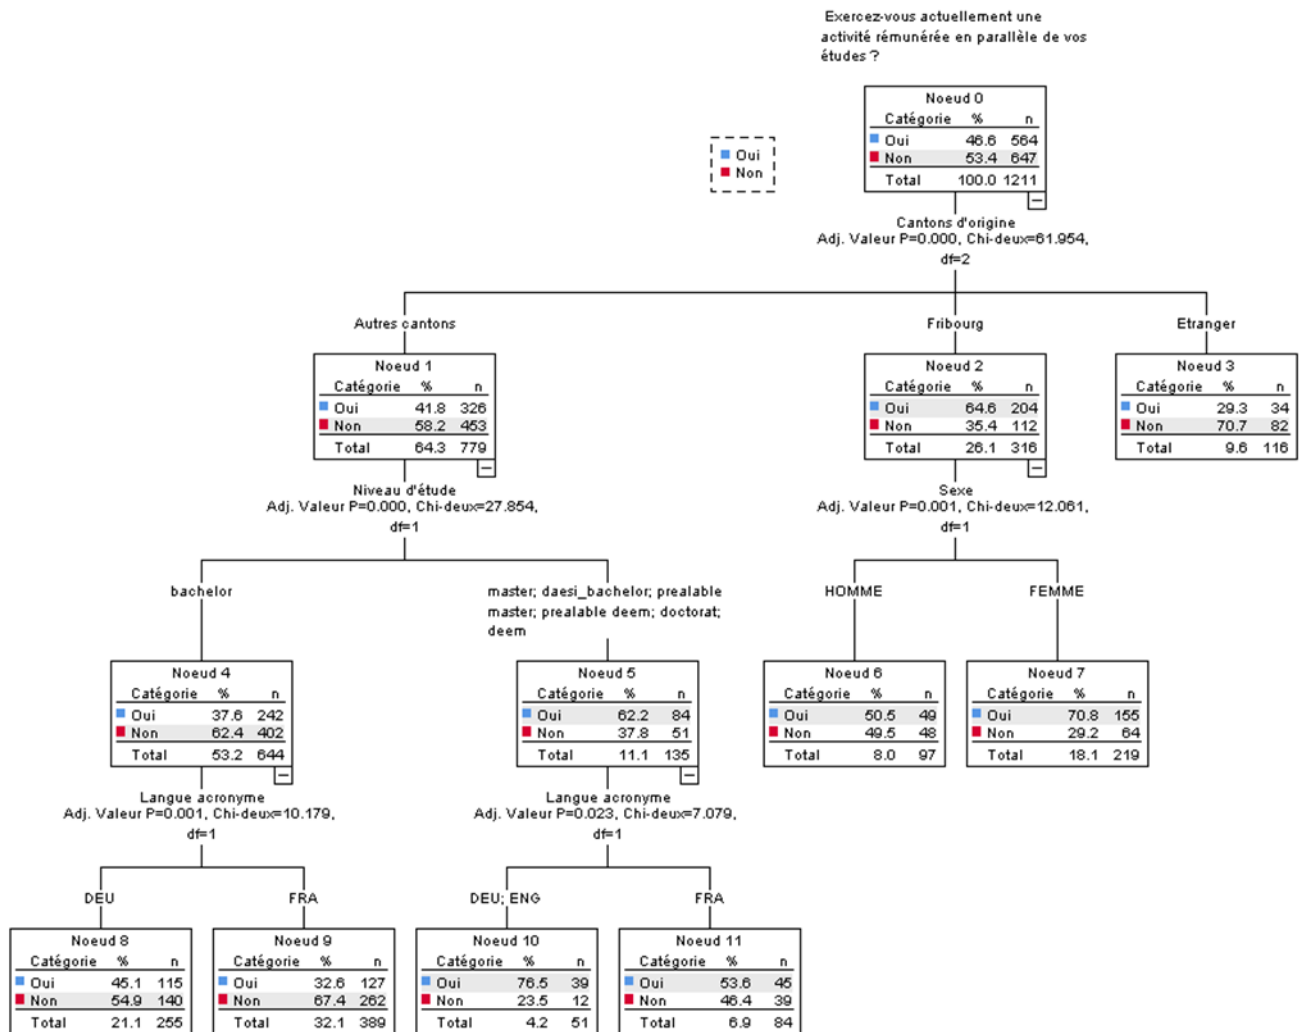 Exercez-vous actuellement une
activité rémunérée en parallèle de vos
études ?
Noeud 0
Catégorie % n
Oui 46.6 564
Non 53.4 647
Total 100.0 1211
Oui
Non
Cantons d'origine
Adj. Valeur P=0.000, Chi-deux=61.954,
df=2
Autres cantons
Fribourg
Etranger
Noeud 1
Catégorie % n
Oui 41.8 326
Non 58.2 453
Total 64.3 779
Noeud 2
Catégorie % n
Oui 64.6 204
Non 35.4 112
Total 26.1 316
Noeud 3
Catégorie % n
Oui 29.3 34
Non 70.7 82
Total 9.6 116
Niveau d'étude
Adj. Valeur P=0.000, Chi-deux=27.854,
df=1
Sexe
Adj. Valeur P=0.001, Chi-deux=12.061,
df=1
bachelor
master; daesi_bachelor; prealable
master; prealable deem; doctorat;
deem
HOMME
FEMME
Noeud 4
Catégorie % n
Oui 37.6 242
Non 62.4 402
Total 53.2 644
Noeud 5
Catégorie % n
Oui 62.2 84
Non 37.8 51
Total 11.1 135
Noeud 6
Catégorie % n
Oui 50.5 49
Non 49.5 48
Total 8.0 97
Noeud 7
Catégorie % n
Oui 70.8 155
Non 29.2 64
Total 18.1 219
Langue acronyme
Adj. Valeur P=0.001, Chi-deux=10.179,
df=1
Langue acronyme
Adj. Valeur P=0.023, Chi-deux=7.079,
df=1
DEU
FRA
DEU; ENG
FRA
Noeud 8
Catégorie % n
Oui 45.1 115
Non 54.9 140
Total 21.1 255
Noeud 9
Catégorie % n
Oui 32.6 127
Non 67.4 262
Total 32.1 389
Noeud 10
Catégorie % n
Oui 76.5 39
Non 23.5 12
Total 4.2 51
Noeud 11
Catégorie % n
Oui 53.6 45
Non 46.4 39
Total 6.9 84